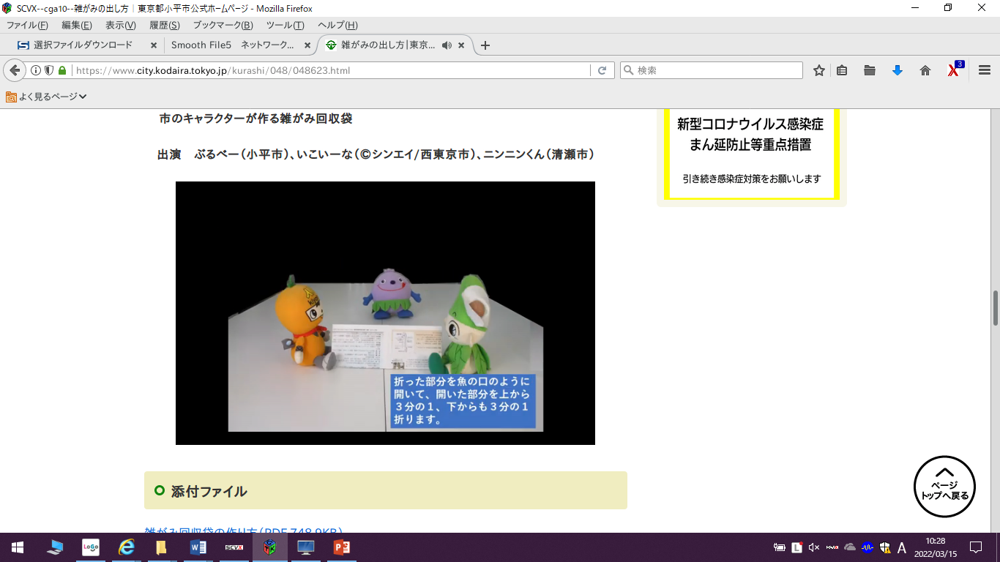 SCVX--cga10--雑がみの出し方｜東京都小平市公式ホームページ - Mozilla Firefox
ファイル(F) 編集(E) 表示(V) 履歴(S) ブックマーク(B) ツール(T) ヘルプ(H)
選択ファイルダウンロード
Smooth File5　ネットワーク...
雑がみの出し方|東京...
https://www.city.kodaira.tokyo.jp/kurashi/048/048623.html
検索
3
よく見るページ
市のキャラクターが作る雑がみ回収袋
出演　ぶるべー（小平市）、いこいーな（©シンエイ/西東京市）、ニンニンくん（清瀬市）
折った部分を魚の口のように
開いて、開いた部分を上から
３分の１、下からも３分の１
折ります。
新型コロナウイルス感染症
まん延防止等重点措置
引き続き感染症対策をお願いします
添付ファイル
雑がみ回収袋の作り方（PDF 748.9KB）
ページ
トップへ戻る
LoGo
SCVX
A
10:28
2022/03/15